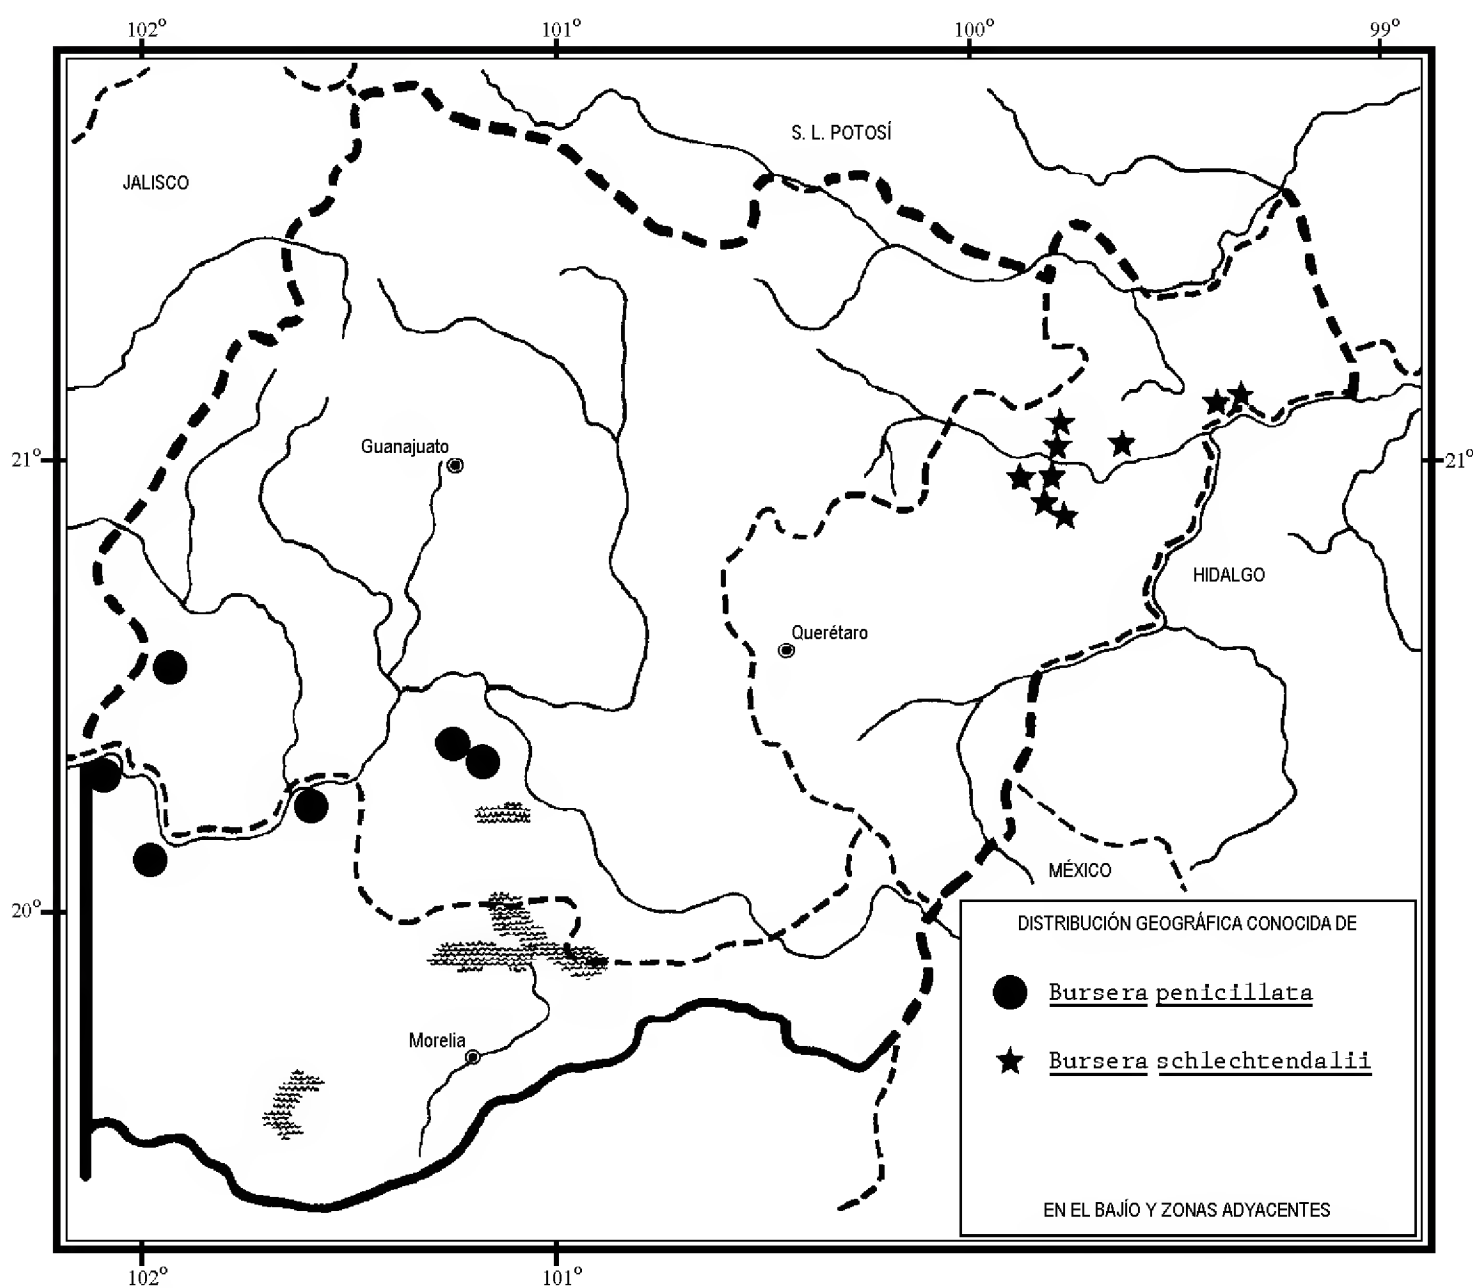 102° 101° 100° 99°
S. L. POTOSÍ
JALISCO
Guanajuato
21° 21°
HIDALGO
Querétaro
MÉXICO
20°
DISTRIBUCIÓN GEOGRÁFICA CONOCIDA DE
Bursera penicillata
Morelia
Bursera schlechtendalii
EN EL BAJÍO Y ZONAS ADYACENTES
102° 101°